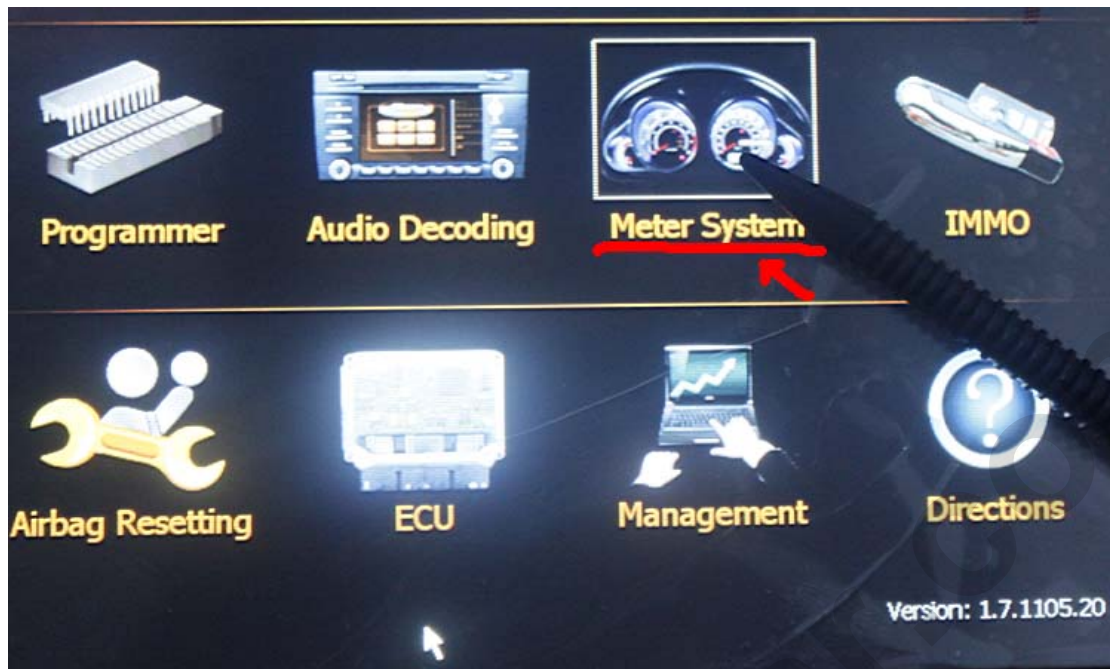 Programmer
Audio Decoding
Meter System
IMMO
Airbag Resetting
ECU
Management
Directions
Version: 1.7.1105.20